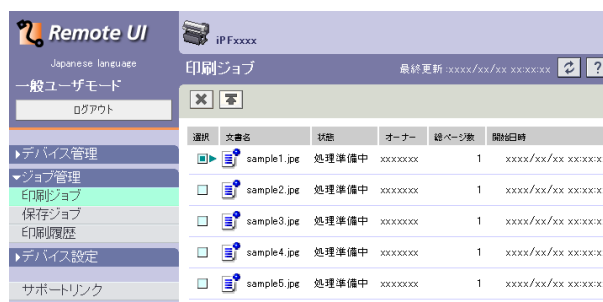 Remote UI
Japanese language
一般ユーザモード
ログアウト
▶デバイス管理
▼ジョブ管理
印刷ジョブ
保存ジョブ
印刷履歴
▶デバイス設定
サポートリンク
iPFxxxx
印刷ジョブ 最終更新 :xxxx/xx/xx xx:xx:xx ?
選択 文書名 状態 オーナー 総ページ数 開始日時
sample1.jpg 処理準備中 xxxxxxx 1 xxxx/xx/xx xx:xx:x
sample2.jpg 処理準備中 xxxxxxx 1 xxxx/xx/xx xx:xx:x
sample3.jpg 処理準備中 xxxxxxx 1 xxxx/xx/xx xx:xx:x
sample4.jpg 処理準備中 xxxxxxx 1 xxxx/xx/xx xx:xx:x
sample5.jpg 処理準備中 xxxxxxx 1 xxxx/xx/xx xx:xx:x